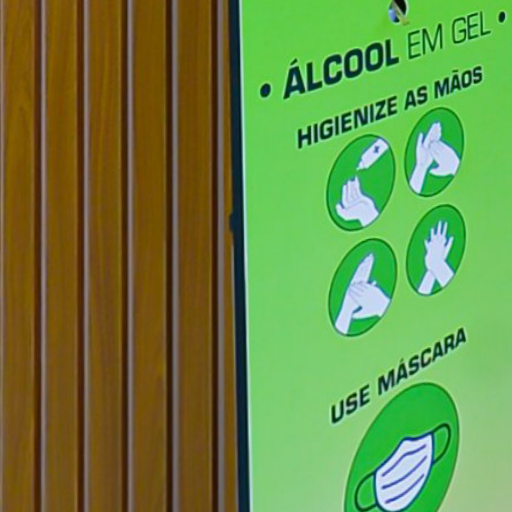 • ÁLCOOL EM GEL •
HIGIENIZE AS MÃOS
USE MÁSCARA